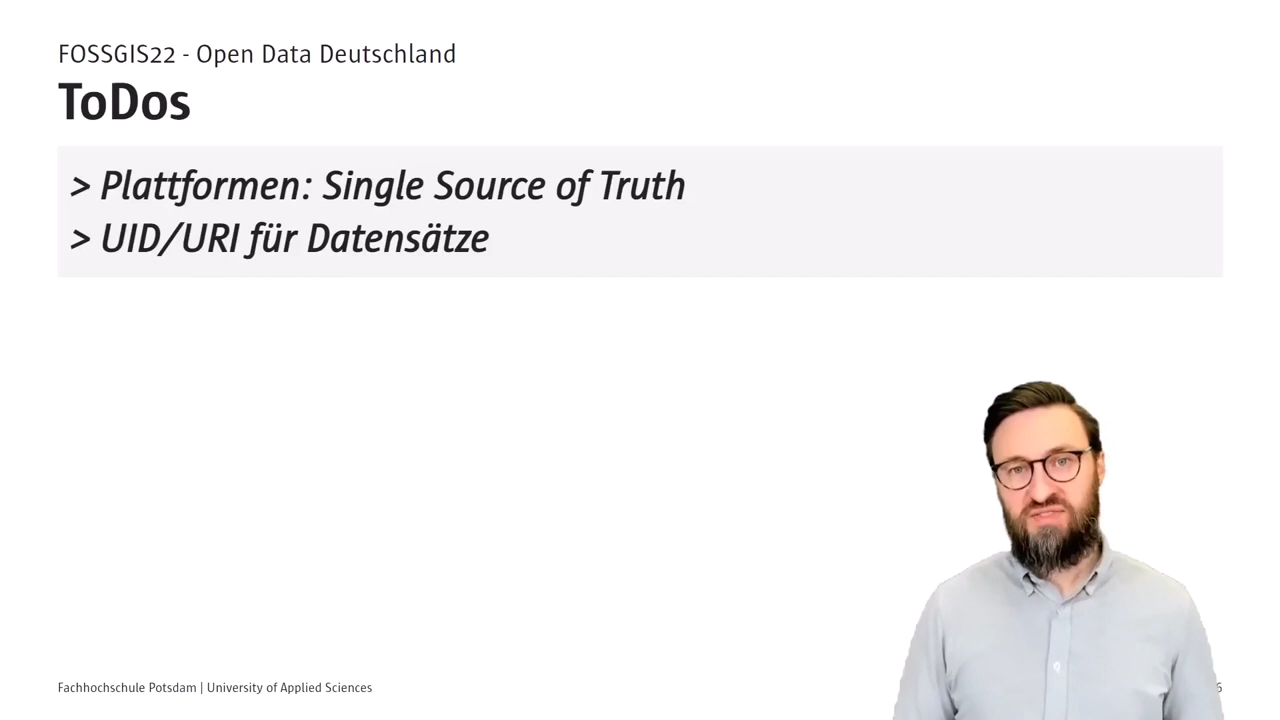 FOSSGIS22 - Open Data Deutschland
ToDos
> Plattformen: Single Source of Truth
> UID/URI für Datensätze
Fachhochschule Potsdam | University of Applied Sciences